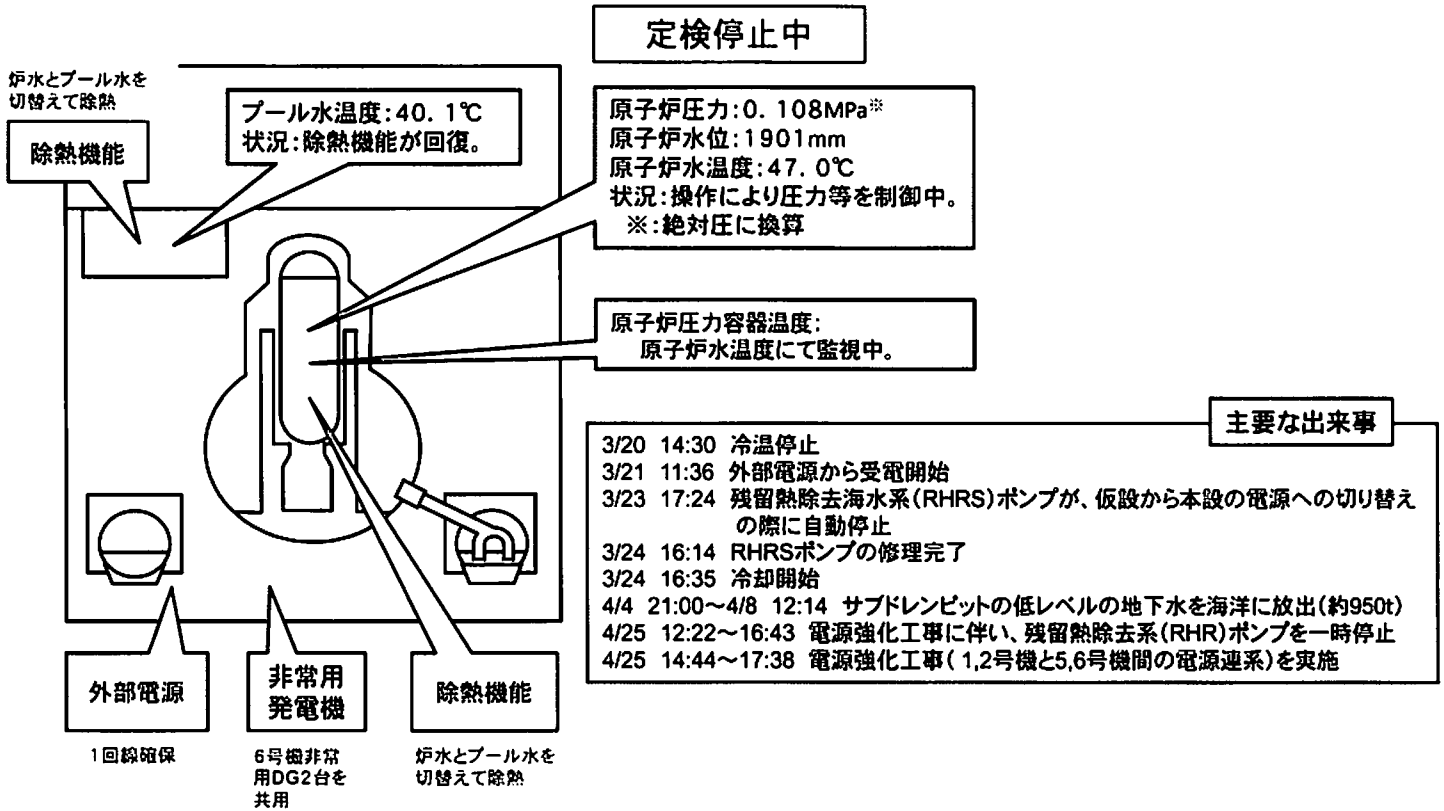 定検停止中
炉水とプール水を
切替えて除熱
除熱機能
プール水温度:40. 1℃
状況:除熱機能が回復。
原子炉圧力:0. 108MPa※
原子炉水位:1901mm
原子炉水温度:47. 0℃
状況:操作により圧力等を制御中。
※:絶対圧に換算
原子炉圧力容器温度:
原子炉水温度にて監視中。
主要な出来事
3/20 14:30 冷温停止
3/21 11:36 外部電源から受電開始
3/23 17:24 残留熱除去海水系(RHRS)ポンプが、仮設から本設の電源への切り替え
の際に自動停止
3/24 16:14 RHRSポンプの修理完了
3/24 16:35 冷却開始
4/4 21:00～4/8 12:14 サブドレンピットの低レベルの地下水を海洋に放出(約950t)
4/25 12:22～16:43 電源強化工事に伴い、残留熱除去系(RHR)ポンプを一時停止
4/25 14:44～17:38 電源強化工事( 1,2号機と5,6号機間の電源連系)を実施
外部電源
1回線確保
非常用
発電機
6号機非常
用DG2台を
共用
除熱機能
炉水とプール水を
切替えて除熱